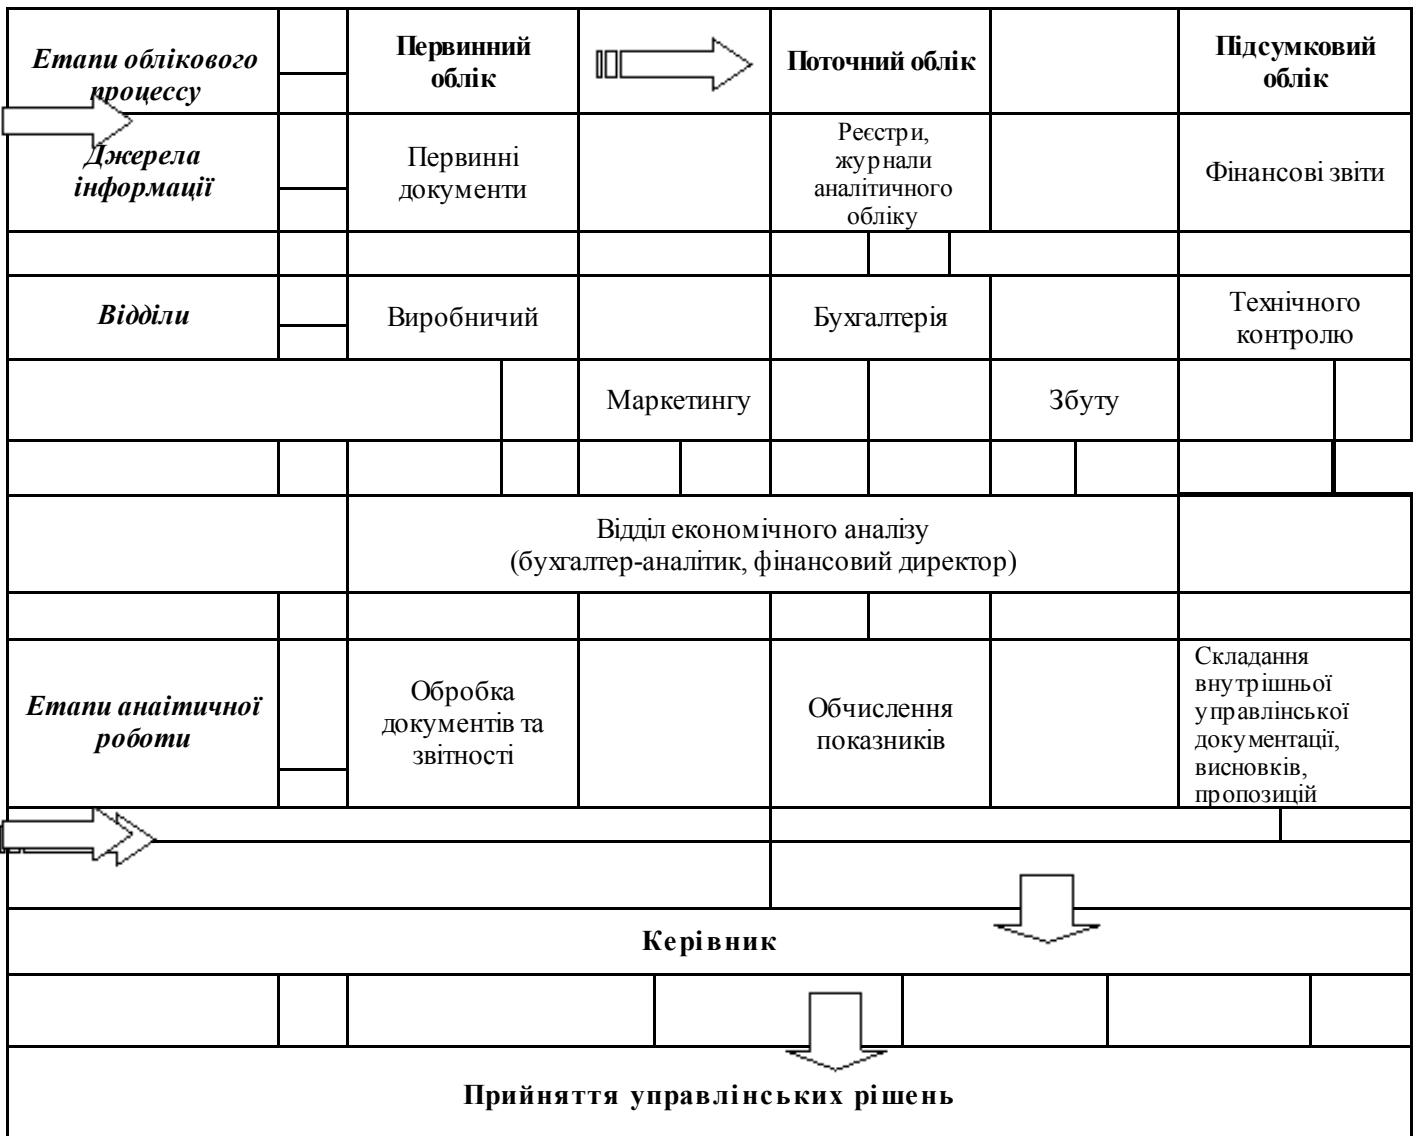 Етапи облікового
процессу
Первинний
облік
Поточний облік
Підсумковий
облік
Джерела
інформації
Первинні
документи
Реєстри,
журнали
аналітичного
обліку
Фінансові звіти
Відділи
Виробничий
Бухгалтерія
Технічного
контролю
Маркетингу
Збуту
Відділ економічного аналізу
(бухгалтер-аналітик, фінансовий директор)
Етапи анаітичної
роботи
Обробка
документів та
звітності
Обчислення
показників
Складання
внутрішньої
управлінської
документації,
висновків,
пропозицій
Керівник
Прийняття управлінських рішень